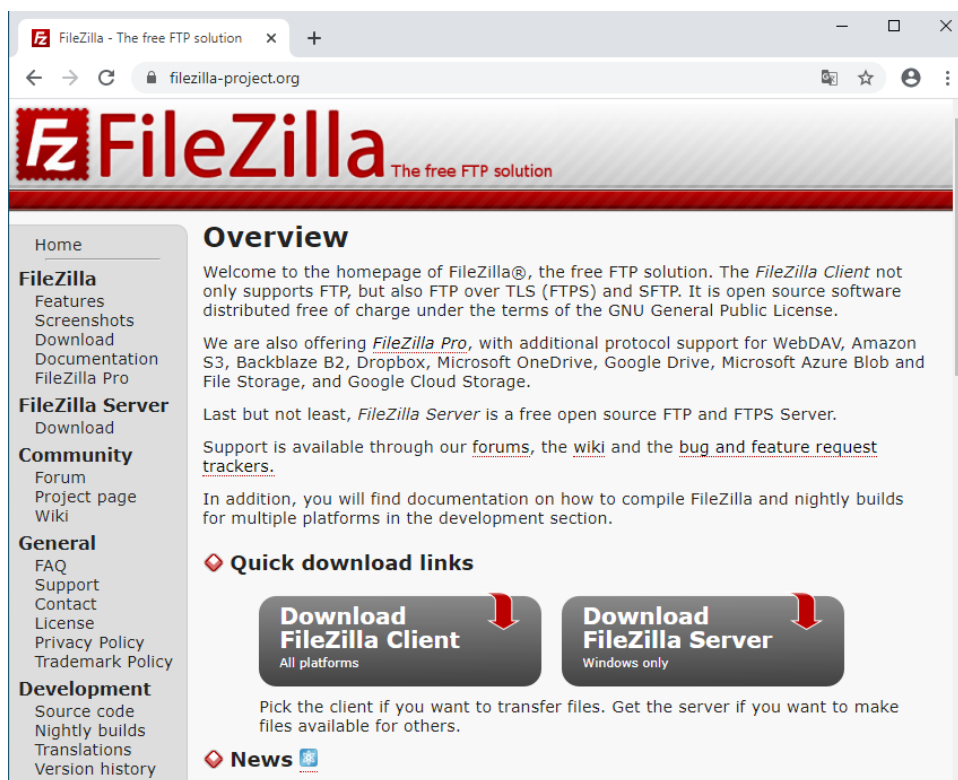 FileZilla - The free FTP solution
filezilla-project.org
Fz FileZilla The free FTP solution
Home
FileZilla
Features
Screenshots
Download
Documentation
FileZilla Pro
FileZilla Server
Download
Community
Forum
Project page
Wiki
General
FAQ
Support
Contact
License
Privacy Policy
Trademark Policy
Development
Source code
Nightly builds
Translations
Version history
Overview
Welcome to the homepage of FileZilla®, the free FTP solution. The FileZilla Client not
only supports FTP, but also FTP over TLS (FTPS) and SFTP. It is open source software
distributed free of charge under the terms of the GNU General Public License.
We are also offering FileZilla Pro, with additional protocol support for WebDAV, Amazon
S3, Backblaze B2, Dropbox, Microsoft OneDrive, Google Drive, Microsoft Azure Blob and
File Storage, and Google Cloud Storage.
Last but not least, FileZilla Server is a free open source FTP and FTPS Server.
Support is available through our forums, the wiki and the bug and feature request
trackers.
In addition, you will find documentation on how to compile FileZilla and nightly builds
for multiple platforms in the development section.
Quick download links
Download
FileZilla Client
All platforms
Download
FileZilla Server
Windows only
Pick the client if you want to transfer files. Get the server if you want to make
files available for others.
News